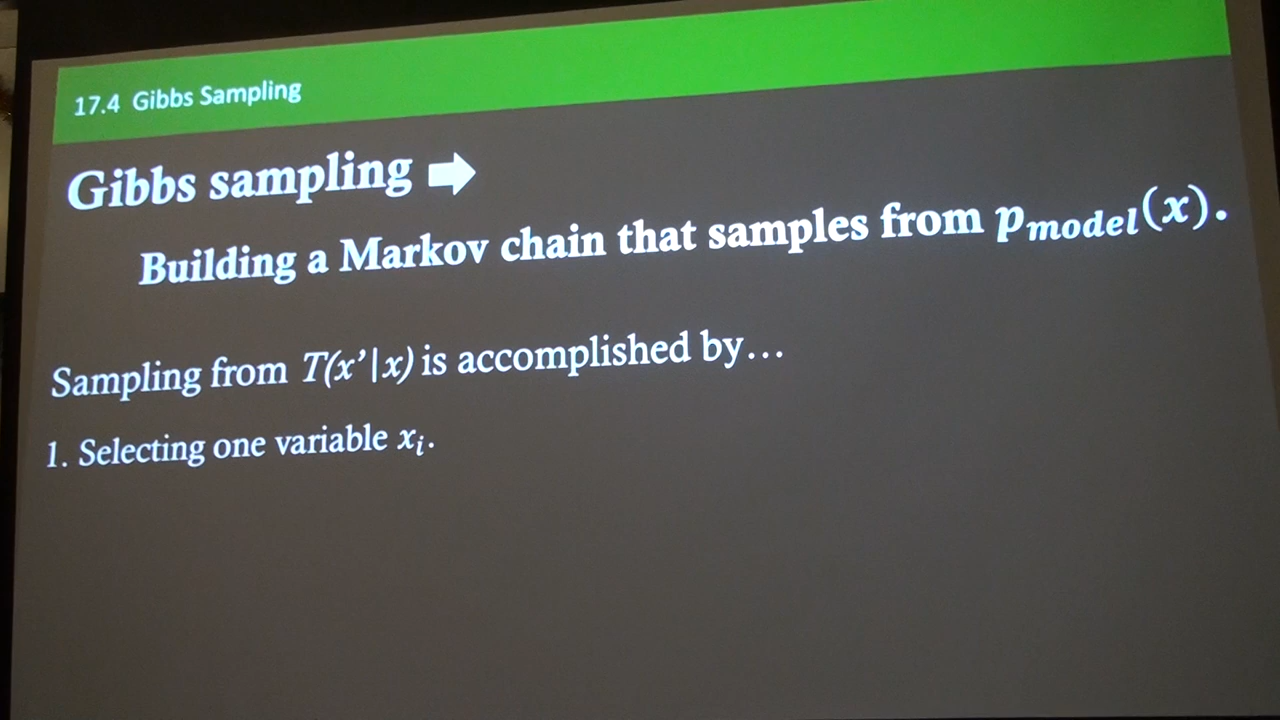 17.4 Gibbs Sampling
Gibbs sampling ➡
Building a Markov chain that samples from pₘₒdₑₗ(x).
Sampling from T(x’|x) is accomplished by…
1. Selecting one variable xᵢ.